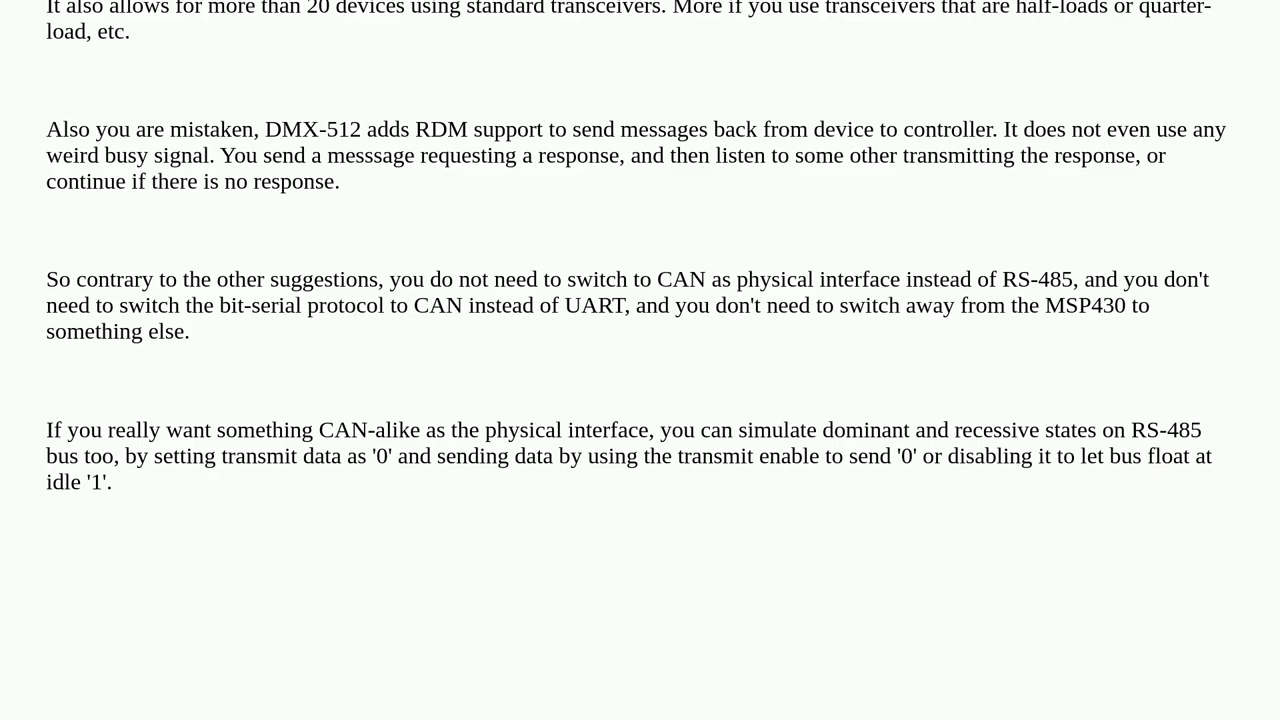 It also allows for more than 20 devices using standard transceivers. More if you use transceivers that are half-loads or quarter-
load, etc.
Also you are mistaken, DMX-512 adds RDM support to send messages back from device to controller. It does not even use any
weird busy signal. You send a messsage requesting a response, and then listen to some other transmitting the response, or
continue if there is no response.
So contrary to the other suggestions, you do not need to switch to CAN as physical interface instead of RS-485, and you don't
need to switch the bit-serial protocol to CAN instead of UART, and you don't need to switch away from the MSP430 to
something else.
If you really want something CAN-alike as the physical interface, you can simulate dominant and recessive states on RS-485
bus too, by setting transmit data as '0' and sending data by using the transmit enable to send '0' or disabling it to let bus float at
idle '1'.